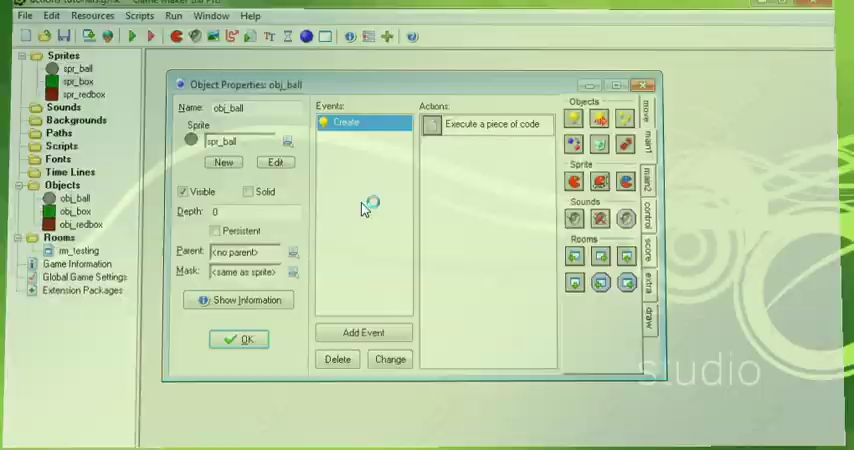 File Edit Resources Scripts Run Window Help
Sprites
spr_ball
spr_box
spr_redbox
Sounds
Backgrounds
Paths
Scripts
Fonts
Time Lines
Objects
obj_ball
obj_box
obj_redbox
Rooms
rm_testing
Game Information
Global Game Settings
Extension Packages
Object Properties: obj_ball
Name: obj_ball
Sprite
spr_ball
New Edit
Visible Solid
Depth: 0
Persistent
Parent: <no parent>
Mask: <same as sprite>
Show Information
OK
Events:
Create
Add Event
Delete Change
Actions:
Execute a piece of code
Objects
Sprite
Sounds
Rooms
move
main1
main2
control
score
extra
draw
studio